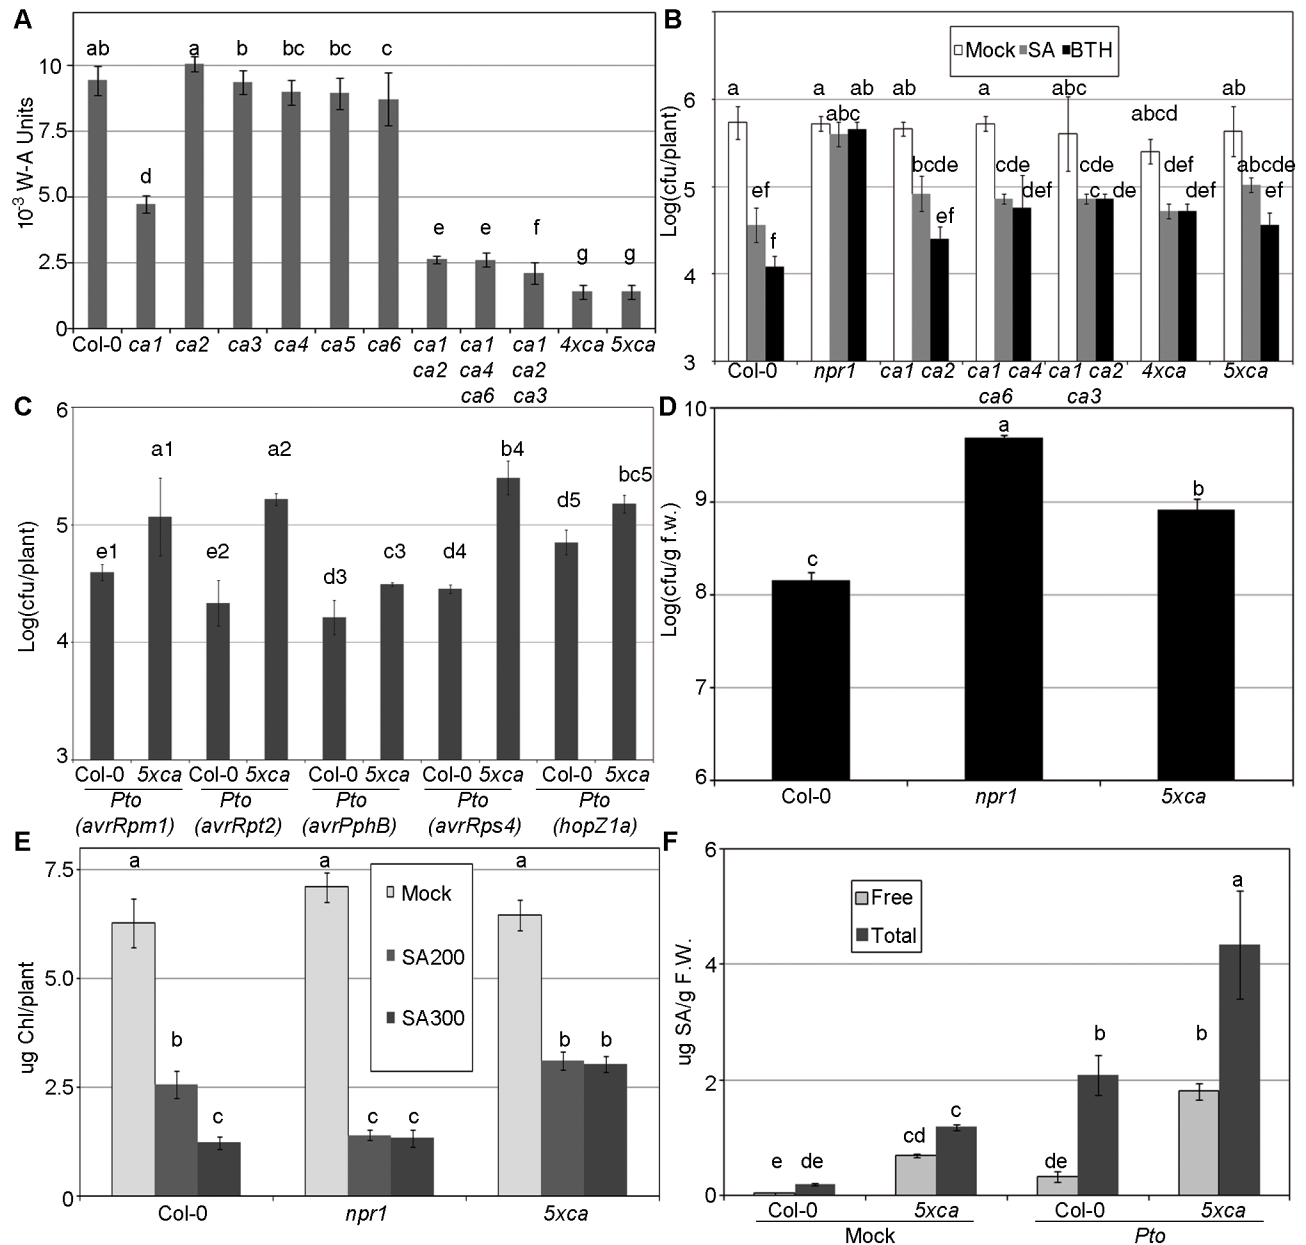 A
10⁻³ W-A Units
10
7.5
5.0
2.5
0
ab
d
a
b
bc
bc
c
e
e
f
g
g
Col-0 ca1 ca2 ca3 ca4 ca5 ca6 ca1 ca1 ca1 4xca 5xca
ca2 ca4 ca2
ca6 ca3
B
Mock SA BTH
Log(cfu/plant)
6
5
4
3
a a ab ab a abc ab
abc abcd
ef bcde cde cde def abcde
f ef def c de def ef
Col-0 npr1 ca1 ca2 ca1 ca4 ca1 ca2 4xca 5xca
ca6 ca3
C
Log(cfu/plant)
6
5
4
3
e1 a1 e2 a2 d3 c3 d4 b4 d5 bc5
Col-0 5xca Col-0 5xca Col-0 5xca Col-0 5xca Col-0 5xca
Pto Pto Pto Pto Pto
(avrRpm1) (avrRpt2) (avrPphB) (avrRps4) (hopZ1a)
D
Log(cfu/g f.w.)
10
9
8
7
6
c a b
Col-0 npr1 5xca
E
ug Chl/plant
7.5
5.0
2.5
0
Mock
SA200
SA300
a b c
a c c
a b b
Col-0 npr1 5xca
F
ug SA/g F.W.
6
4
2
0
Free
Total
e de cd c de b b a
Col-0 5xca Col-0 5xca
Mock Pto